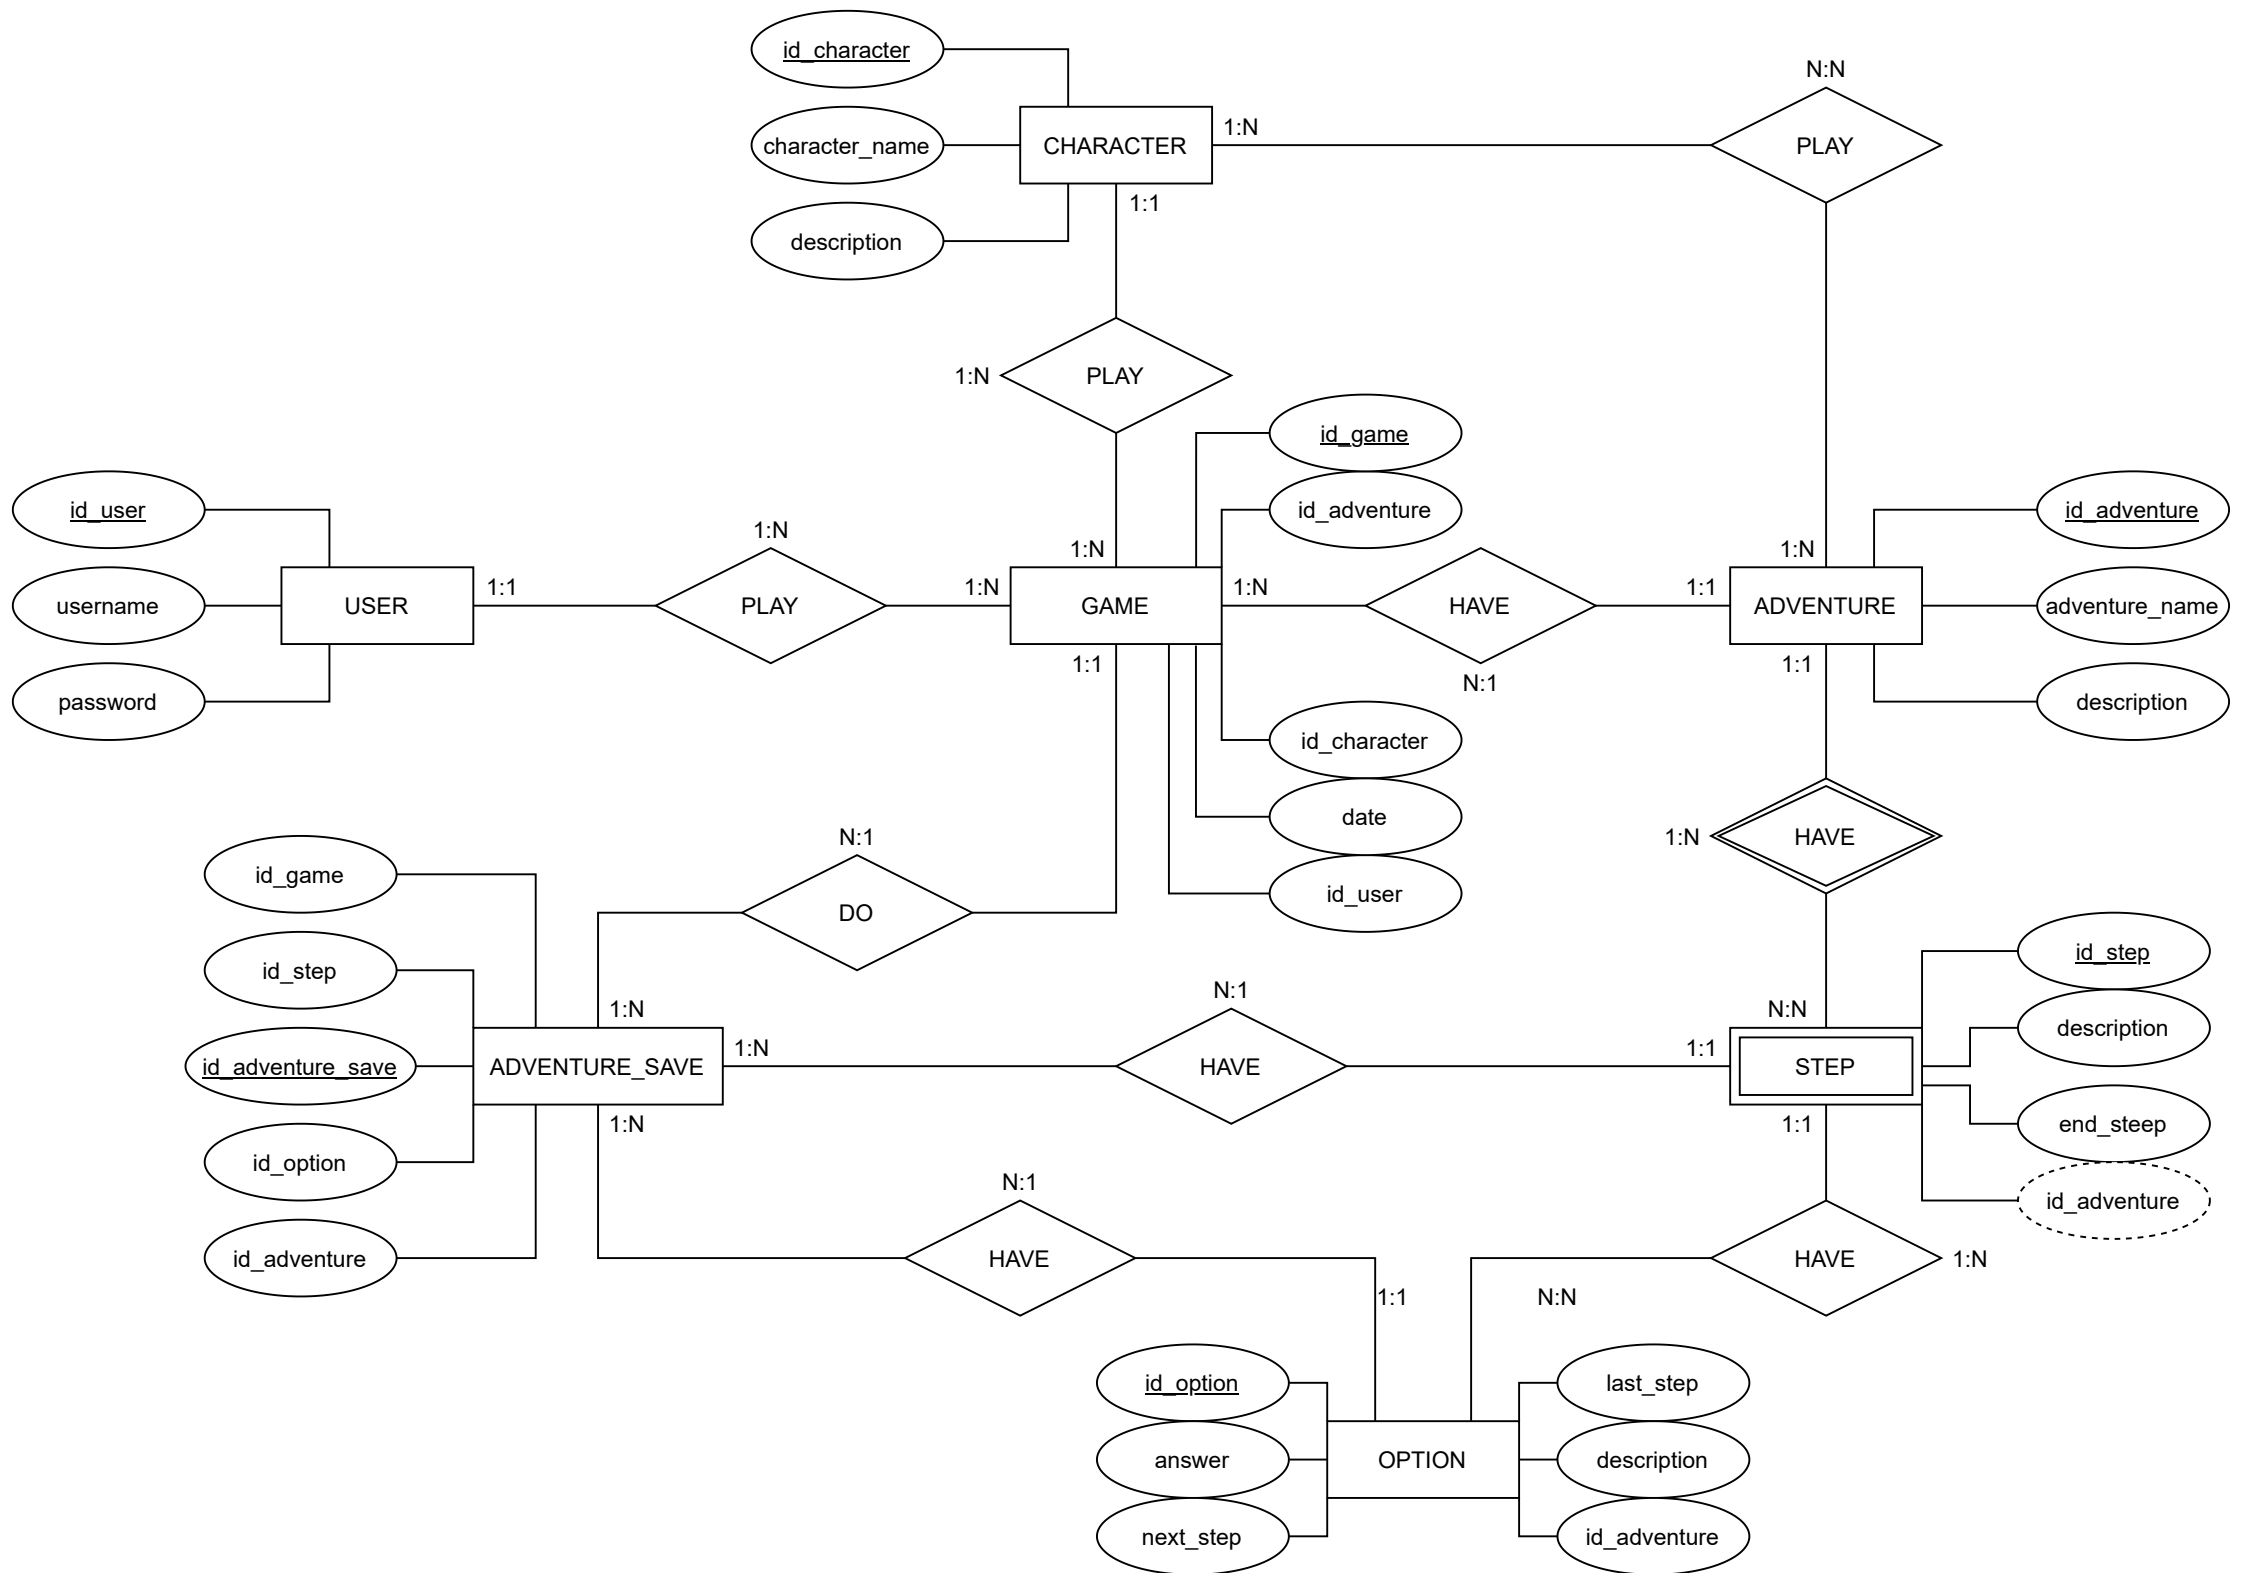 id_character
N:N
CHARACTER
1:N
character_name
PLAY
1:1
description
1:N
PLAY
id_game
id_user
id_adventure
id_adventure
1:N
1:N
1:N
username
USER
1:1
PLAY
1:N
GAME
1:N
HAVE
1:1
ADVENTURE
adventure_name
1:1
N:1
1:1
password
description
id_character
date
N:1
1:N
HAVE
id_game
id_user
DO
id_step
id_step
N:1
1:N
N:N
description
id_adventure_save
ADVENTURE_SAVE
1:N
HAVE
1:1
STEP
1:N
1:1
end_steep
id_option
N:1
id_adventure
id_adventure
HAVE
HAVE
1:N
1:1
N:N
id_option
last_step
answer
OPTION
description
next_step
id_adventure